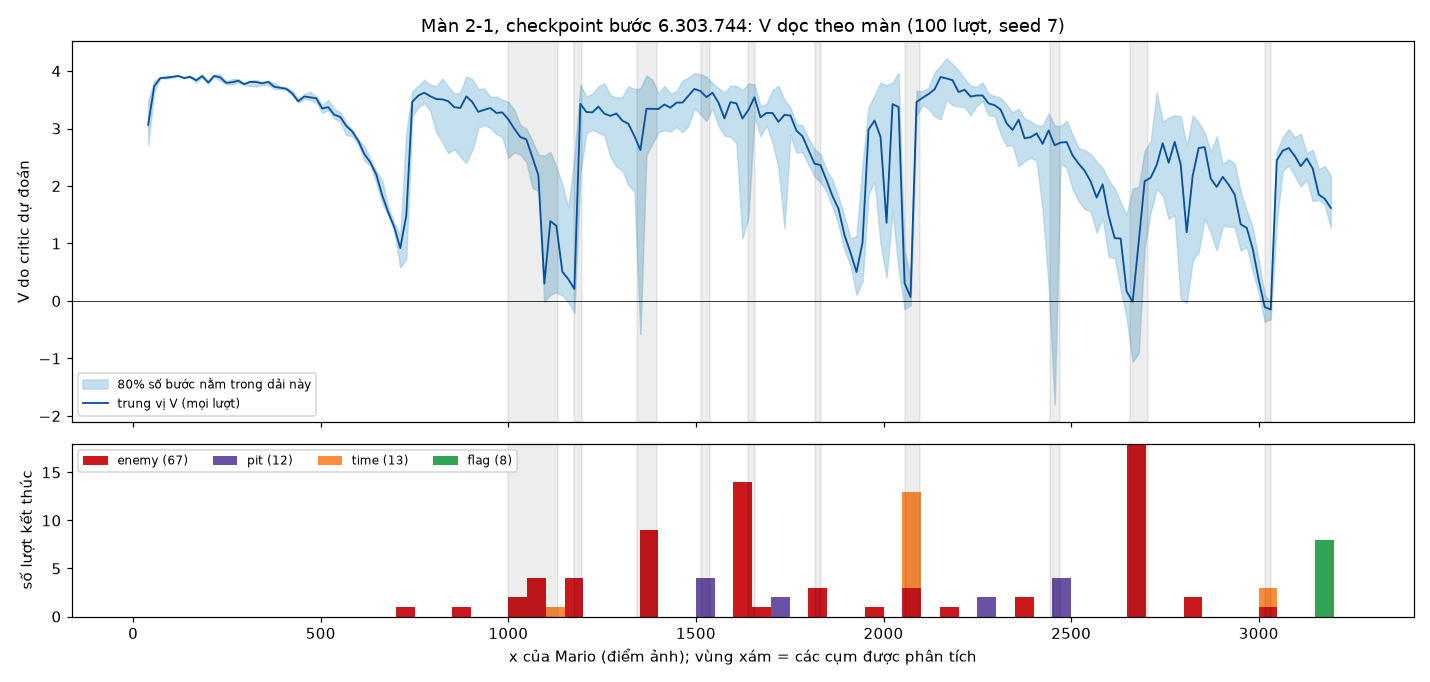 Màn 2-1, checkpoint bước 6.303.744: V dọc theo màn (100 lượt, seed 7)
V do critic dự đoán
4
3
2
1
0
−1
−2
80% số bước nằm trong dải này
trung vị V (mọi lượt)
số lượt kết thúc
15
10
5
0
enemy (67)
pit (12)
time (13)
flag (8)
0
500
1000
1500
2000
2500
3000
x của Mario (điểm ảnh); vùng xám = các cụm được phân tích